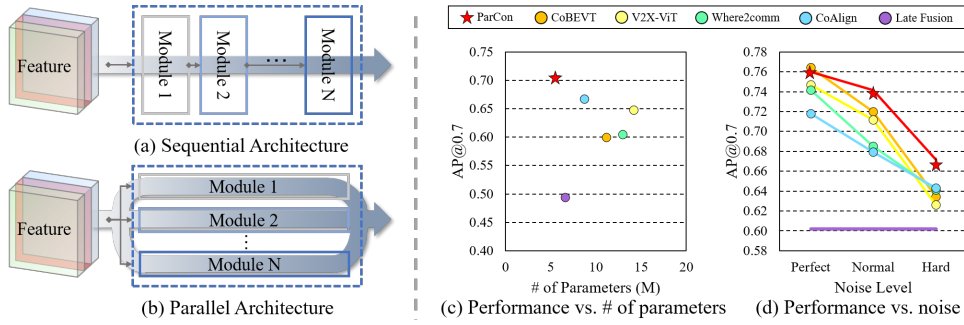 Feature
Module 1
Module 2
...
Module N
(a) Sequential Architecture
Feature
Module 1
Module 2
⋮
Module N
(b) Parallel Architecture
ParCon CoBEVT V2X-ViT Where2comm CoAlign Late Fusion
AP@0.7
0.75
0.70
0.65
0.60
0.55
0.50
0.45
0.40
0 5 10 15 20
# of Parameters (M)
(c) Performance vs. # of parameters
AP@0.7
0.78
0.76
0.74
0.72
0.70
0.68
0.66
0.64
0.62
0.60
0.58
Perfect Normal Hard
Noise Level
(d) Performance vs. noise